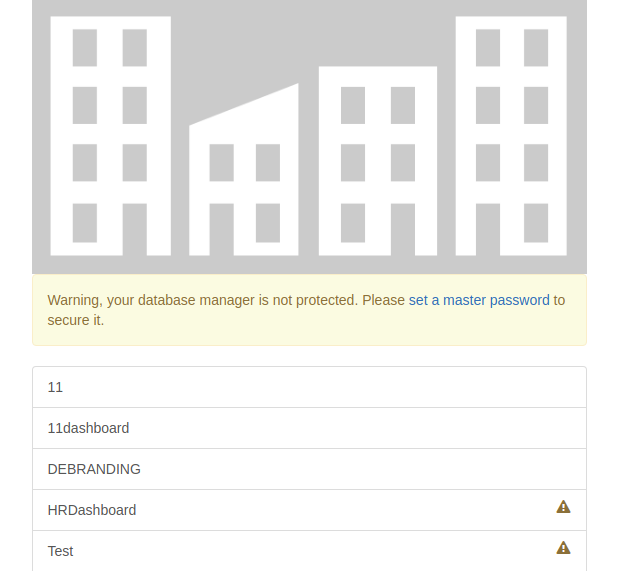 Warning, your database manager is not protected. Please set a master password to
secure it.
11
11dashboard
DEBRANDING
HRDashboard
Test